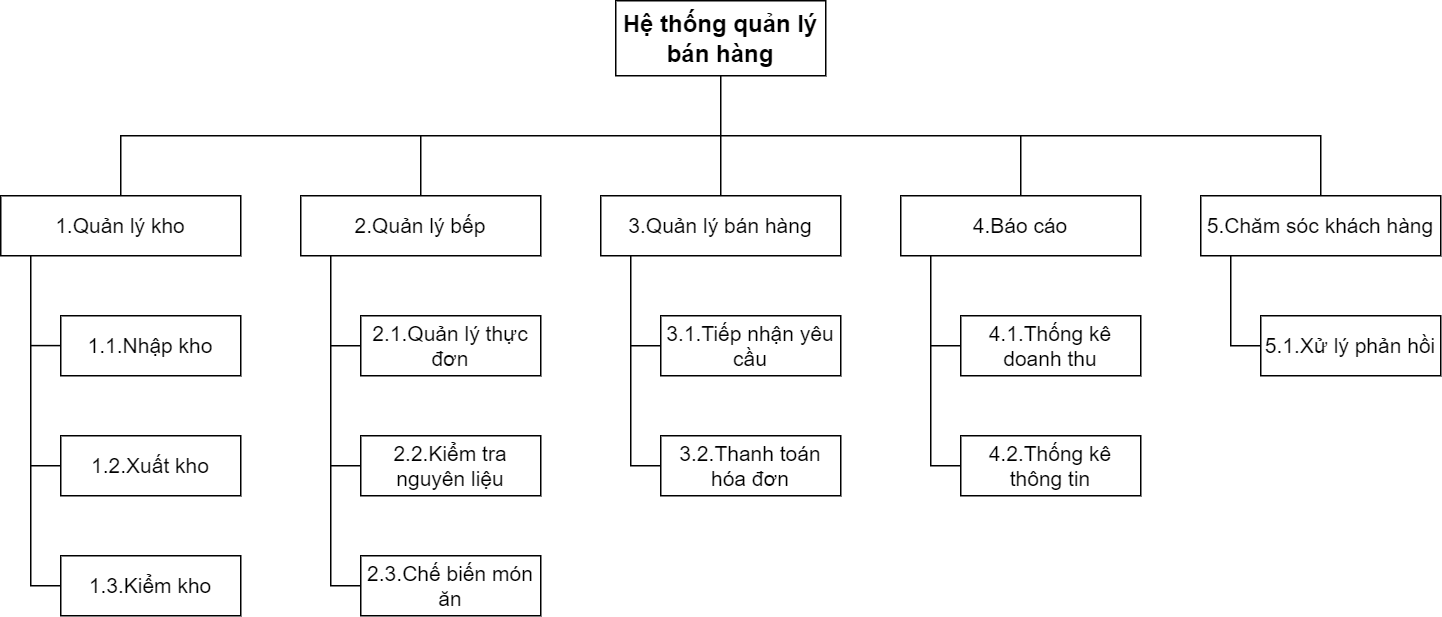 Hệ thống quản lý
bán hàng
1.Quản lý kho
2.Quản lý bếp
3.Quản lý bán hàng
4.Báo cáo
5.Chăm sóc khách hàng
1.1.Nhập kho
2.1.Quản lý thực
đơn
3.1.Tiếp nhận yêu
cầu
4.1.Thống kê
doanh thu
5.1.Xử lý phản hồi
1.2.Xuất kho
2.2.Kiểm tra
nguyên liệu
3.2.Thanh toán
hóa đơn
4.2.Thống kê
thông tin
1.3.Kiểm kho
2.3.Chế biến món
ăn